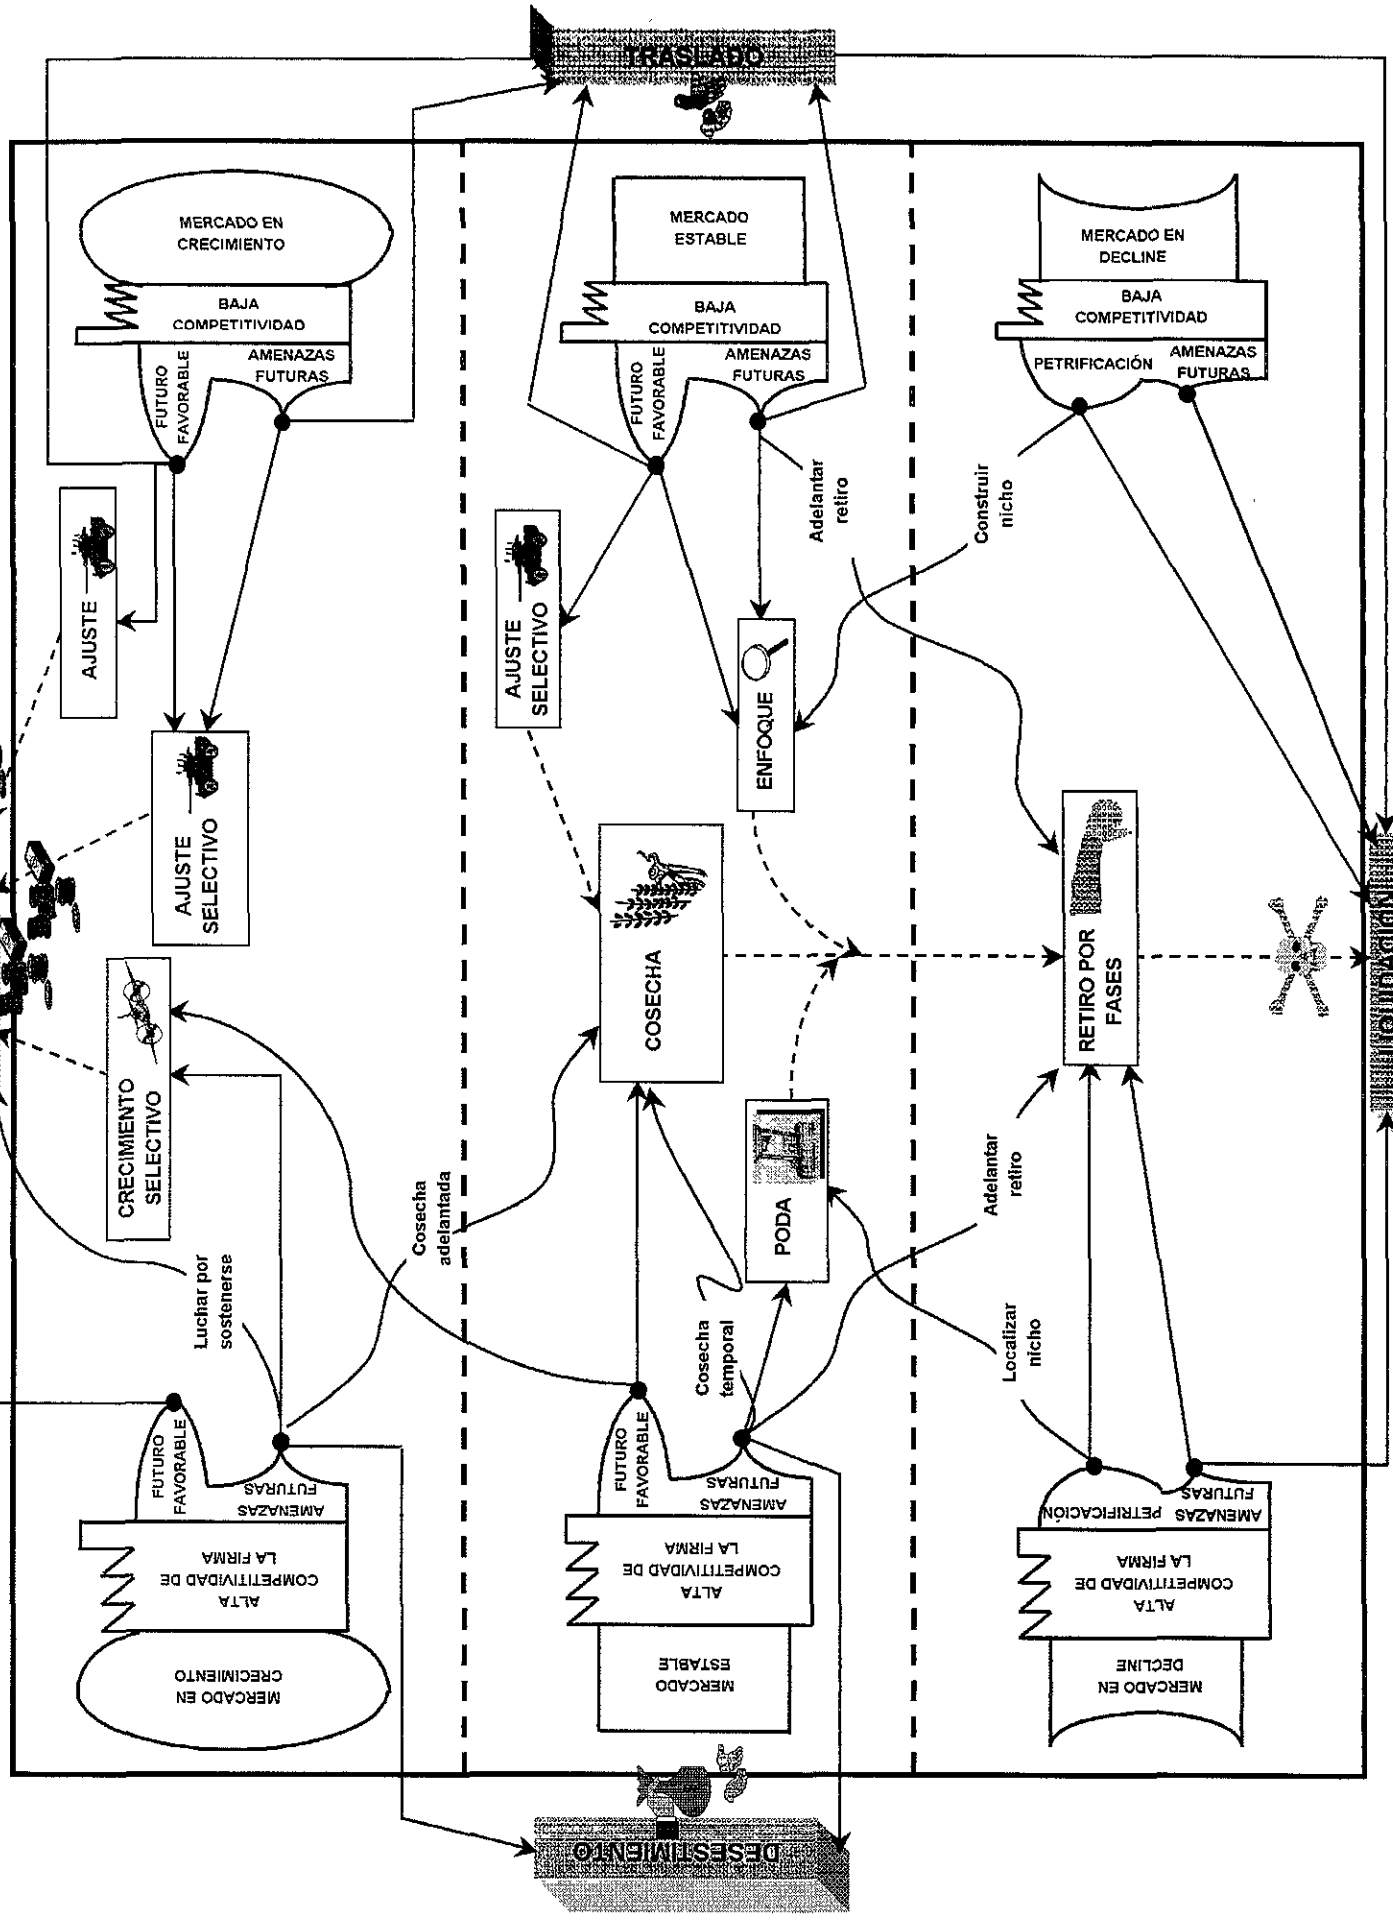 TRASLADO
MERCADO EN
CRECIMIENTO
BAJA
COMPETITIVIDAD
FUTURO
FAVORABLE
AMENAZAS
FUTURAS
MERCADO
ESTABLE
BAJA
COMPETITIVIDAD
FUTURO
FAVORABLE
AMENAZAS
FUTURAS
MERCADO EN
DECLINE
BAJA
COMPETITIVIDAD
PETRIFICACIÓN
AMENAZAS
FUTURAS
AJUSTE
AJUSTE
SELECTIVO
AJUSTE
SELECTIVO
Adelantar
retiro
Construir
nicho
ENFOQUE
CRECIMIENTO
SELECTIVO
COSECHA
RETIRO POR
FASES
LIQUIDACIÓN
PODA
Cosecha
adelantada
Luchar por
sostenerse
Cosecha
temporal
Adelantar
retiro
Localizar
nicho
FUTURO
FAVORABLE
AMENAZAS
FUTURAS
ALTA
COMPETITIVIDAD DE
LA FIRMA
MERCADO EN
CRECIMIENTO
FUTURO
FAVORABLE
AMENAZAS
FUTURAS
ALTA
COMPETITIVIDAD DE
LA FIRMA
MERCADO
ESTABLE
PETRIFICACIÓN
AMENAZAS
FUTURAS
ALTA
COMPETITIVIDAD DE
LA FIRMA
MERCADO EN
DECLINE
DESESTIMIENTO